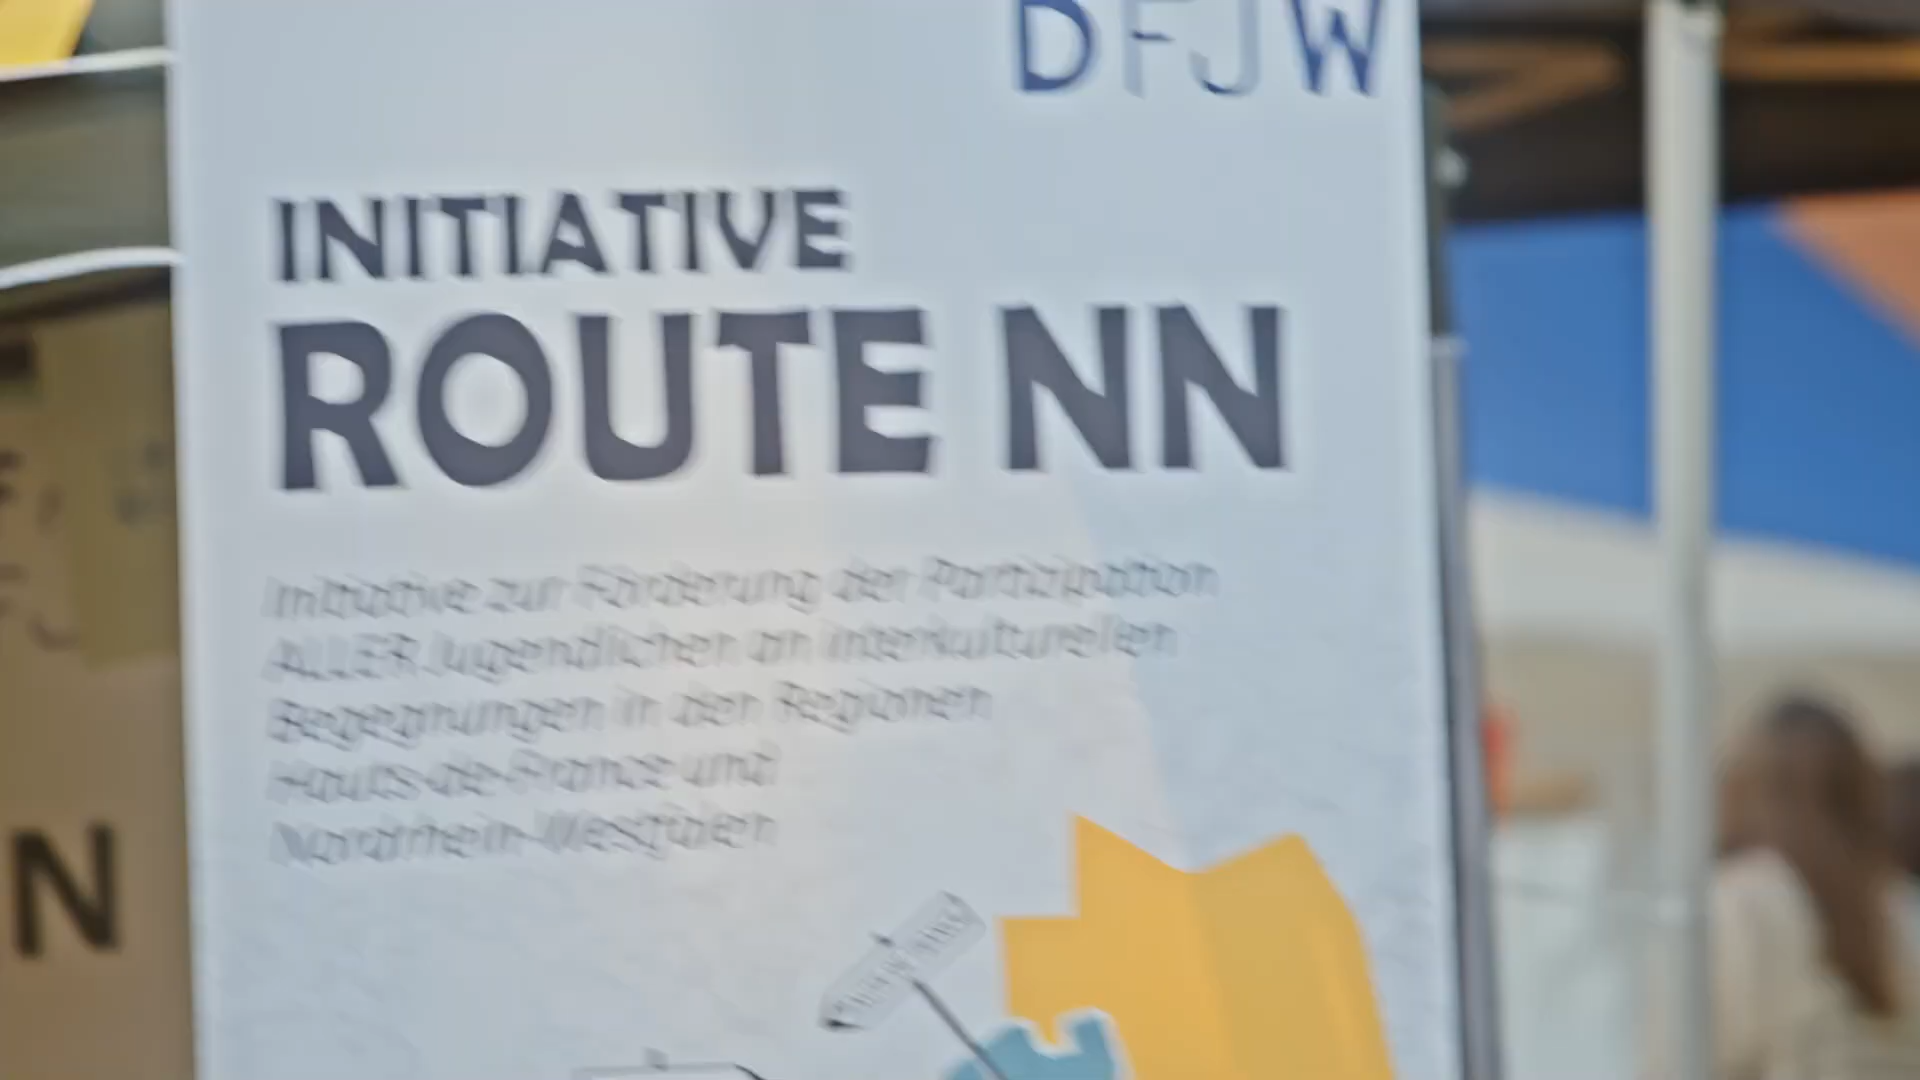 DFJW
INITIATIVE
ROUTE NN
Initiative zur Förderung der Partizipation
ALLER Jugendlichen an interkulturellen
Begegnungen in den Regionen
Hauts-de-France und
Nordrhein-Westfalen
N